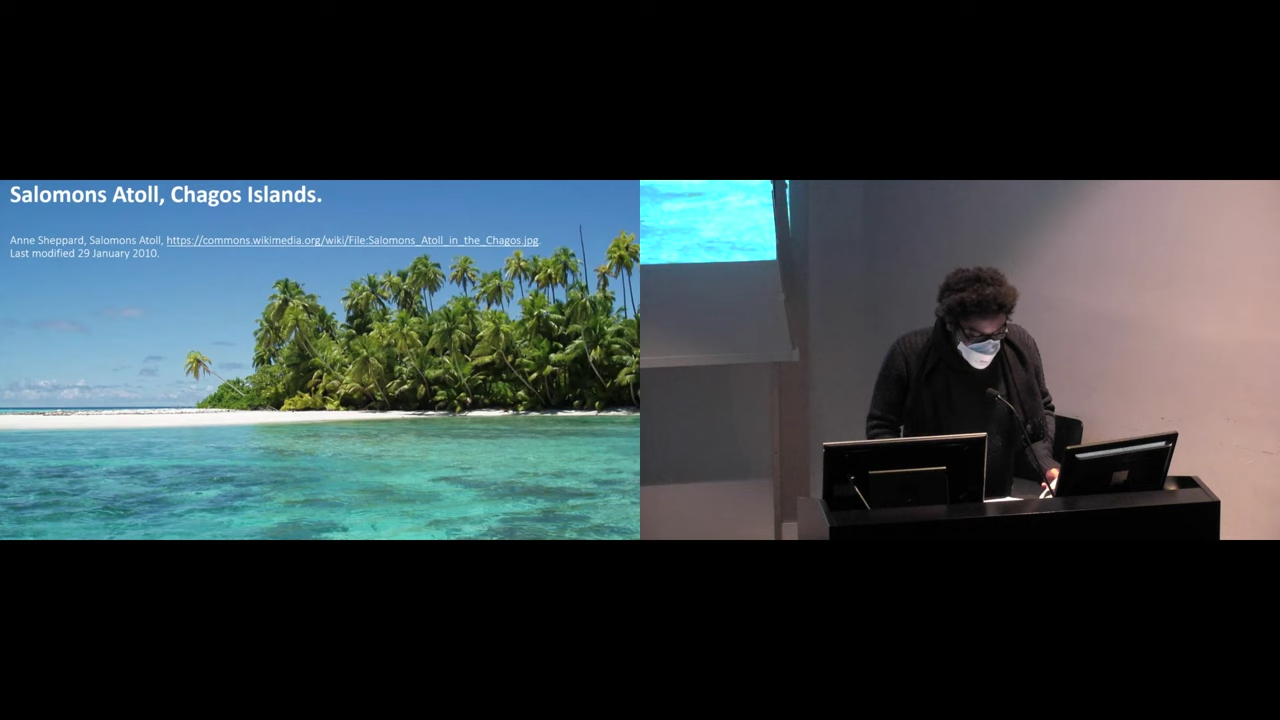 Salomons Atoll, Chagos Islands.
Anne Sheppard, Salomons Atoll, https://commons.wikimedia.org/wiki/File:Salomons_Atoll_in_the_Chagos.jpg.
Last modified 29 January 2010.